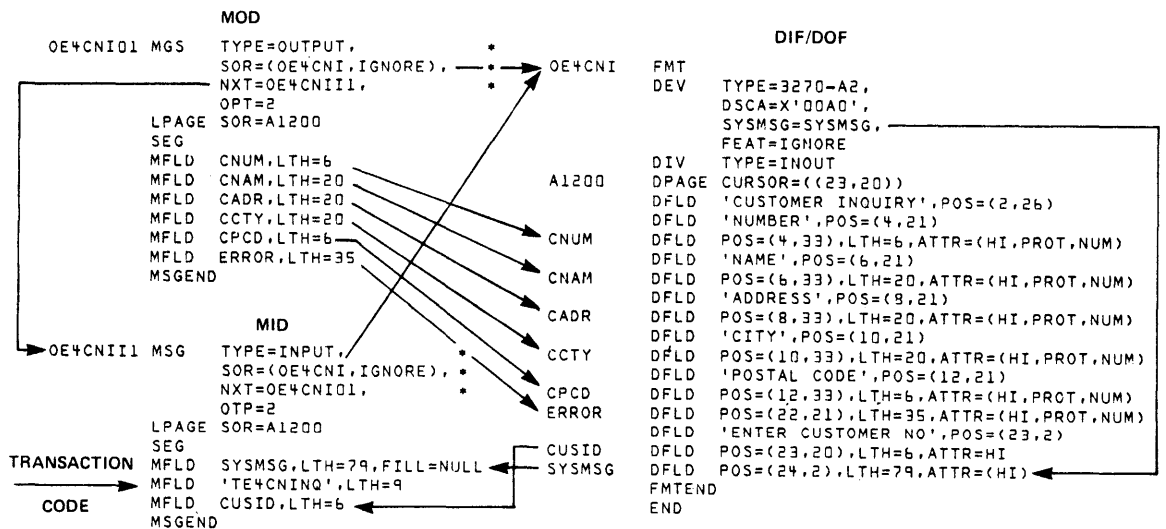 MOD
OE4CNI01 MGS TYPE=OUTPUT, *
SOR=(OE4CNI,IGNORE), *
NXT=OE4CNII1, *
OPT=2
LPAGE SOR=A1200
SEG
MFLD CNUM,LTH=6
MFLD CNAM,LTH=20
MFLD CADR,LTH=20
MFLD CCTY,LTH=20
MFLD CPCD,LTH=6
MFLD ERROR,LTH=35
MSGEND
MID
OE4CNII1 MSG TYPE=INPUT, *
SOR=(OE4CNI,IGNORE), *
NXT=OE4CNI01, *
OTP=2
LPAGE SOR=A1200
SEG
MFLD SYSMSG,LTH=79,FILL=NULL
TRANSACTION CODE
MFLD 'TE4CNINQ',LTH=9
MFLD CUSID,LTH=6
MSGEND
DIF/DOF
OE4CNI FMT
DEV TYPE=3270-A2,
DSCA=X'00A0',
SYSMSG=SYSMSG,
FEAT=IGNORE
DIV TYPE=INOUT
A1200 DPAGE CURSOR=((23,20))
DFLD 'CUSTOMER INQUIRY',POS=(2,26)
DFLD 'NUMBER',POS=(4,21)
CNUM DFLD POS=(4,33),LTH=6,ATTR=(HI,PROT,NUM)
DFLD 'NAME',POS=(6,21)
CNAM DFLD POS=(6,33),LTH=20,ATTR=(HI,PROT,NUM)
DFLD 'ADDRESS',POS=(8,21)
CADR DFLD POS=(8,33),LTH=20,ATTR=(HI,PROT,NUM)
DFLD 'CITY',POS=(10,21)
CCTY DFLD POS=(10,33),LTH=20,ATTR=(HI,PROT,NUM)
DFLD 'POSTAL CODE',POS=(12,21)
CPCD DFLD POS=(12,33),LTH=6,ATTR=(HI,PROT,NUM)
ERROR DFLD POS=(22,21),LTH=35,ATTR=(HI,PROT,NUM)
DFLD 'ENTER CUSTOMER NO',POS=(23,2)
CUSID DFLD POS=(23,20),LTH=6,ATTR=HI
SYSMSG DFLD POS=(24,2),LTH=79,ATTR=(HI)
FMTEND
END